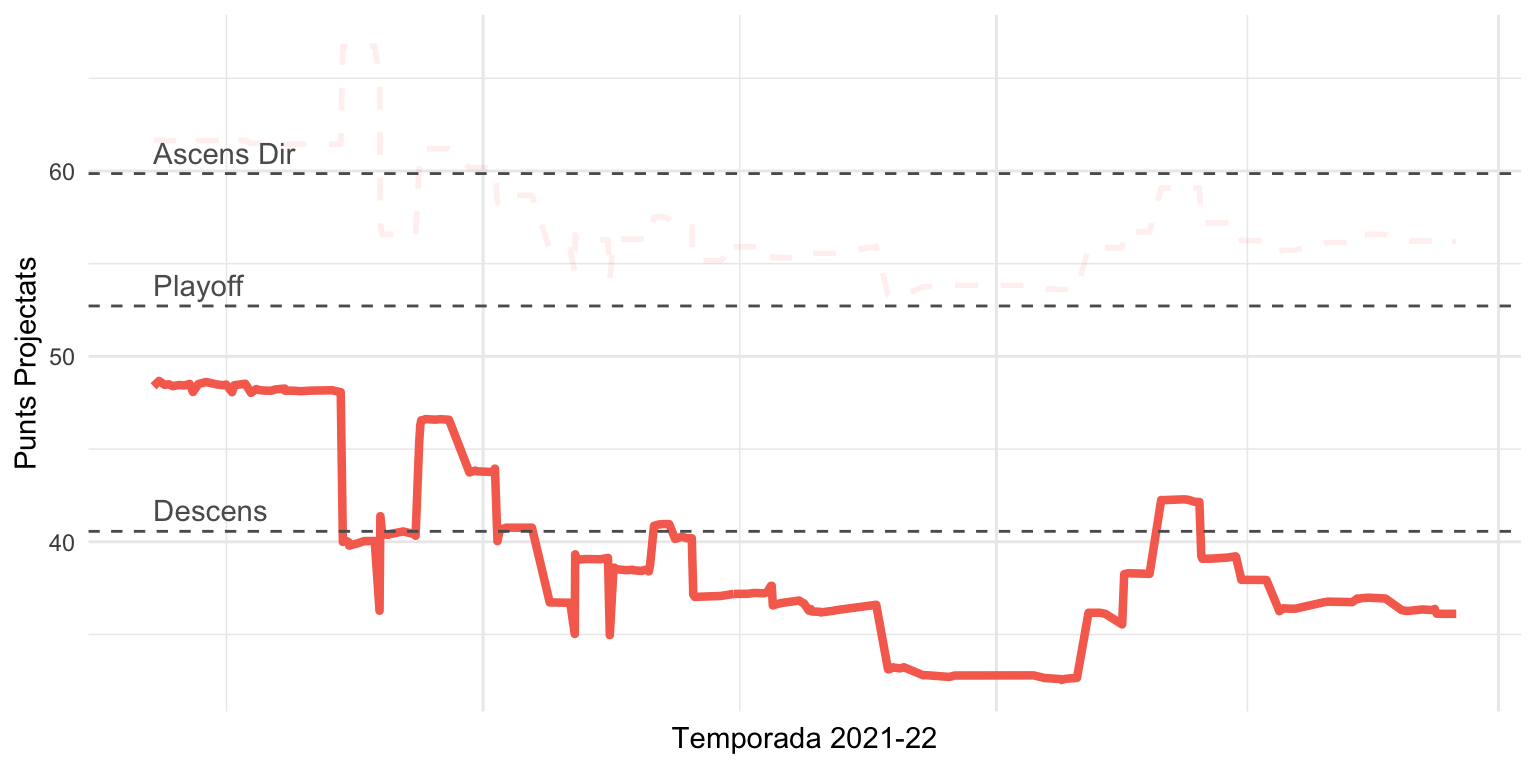 Ascens Dir
60
Playoff
50
Descens
40
Punts Projectats
Temporada 2021-22